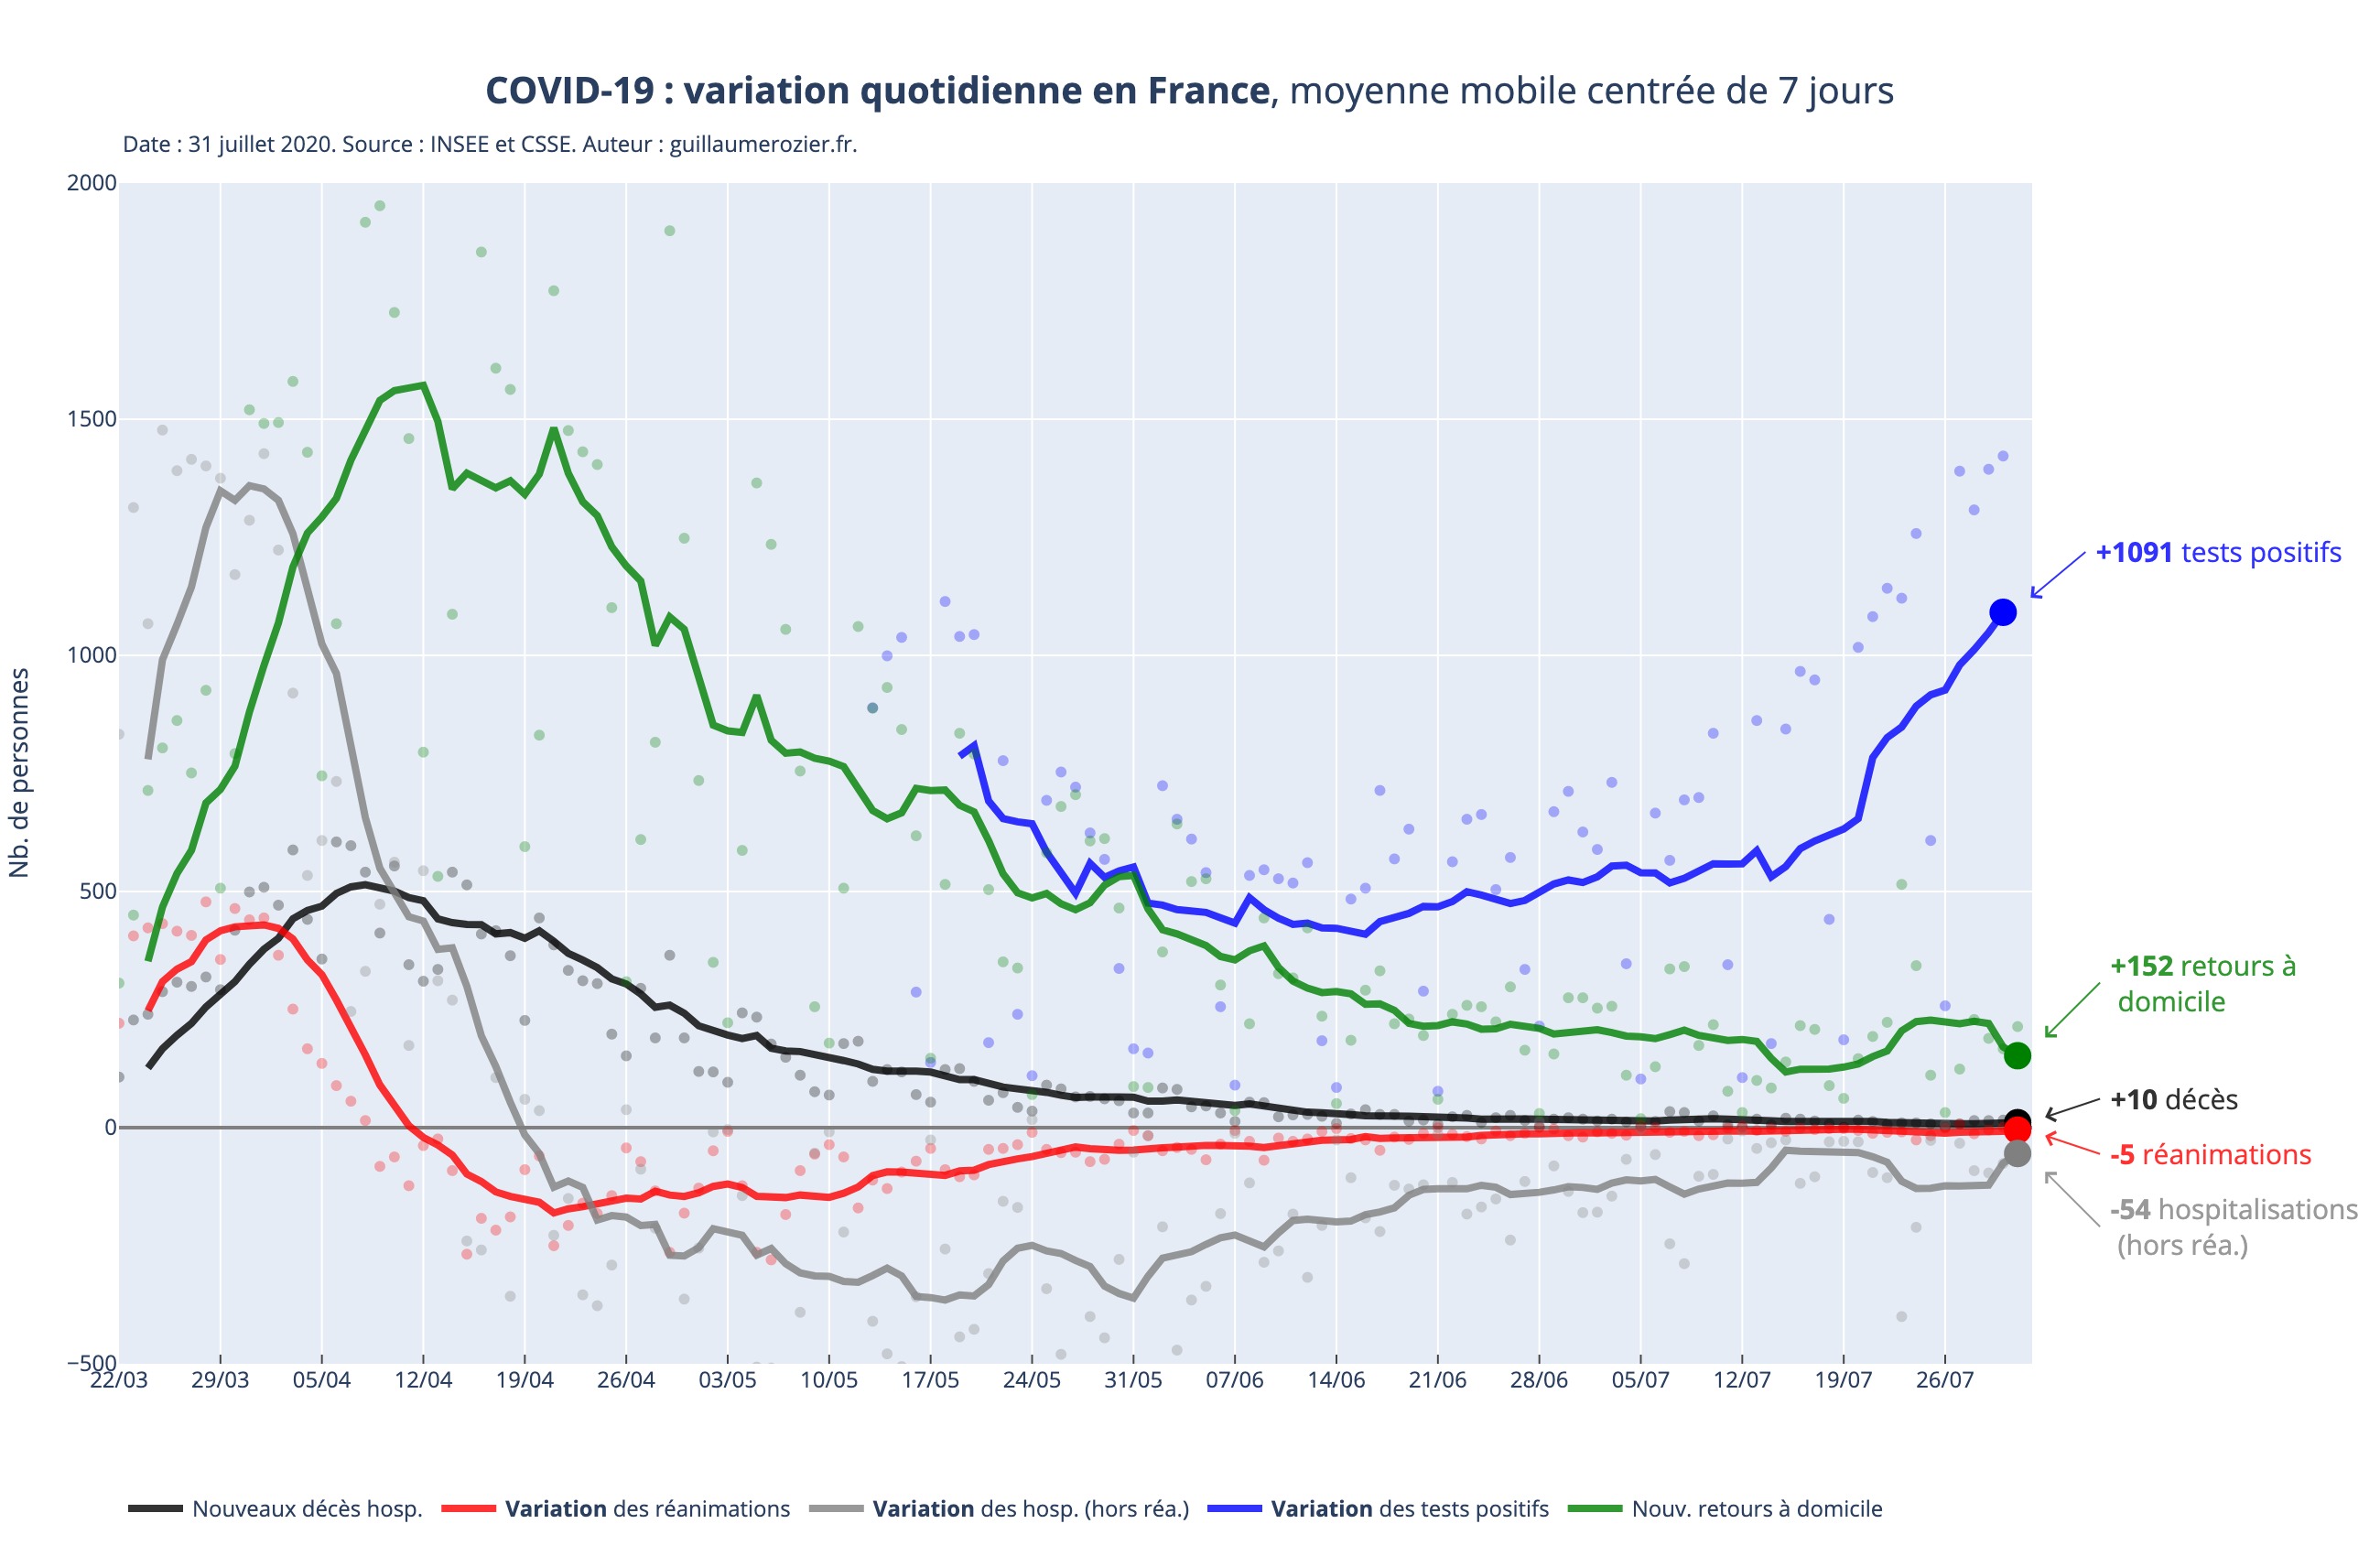 COVID-19 : variation quotidienne en France, moyenne mobile centrée de 7 jours
Date : 31 juillet 2020. Source : INSEE et CSSE. Auteur : guillaumerozier.fr.
Nb. de personnes
2000
1500
1000
500
0
−500
22/03 29/03 05/04 12/04 19/04 26/04 03/05 10/05 17/05 24/05 31/05 07/06 14/06 21/06 28/06 05/07 12/07 19/07 26/07
+1091 tests positifs
+152 retours à
domicile
+10 décès
-5 réanimations
-54 hospitalisations
(hors réa.)
Nouveaux décès hosp. Variation des réanimations Variation des hosp. (hors réa.) Variation des tests positifs Nouv. retours à domicile